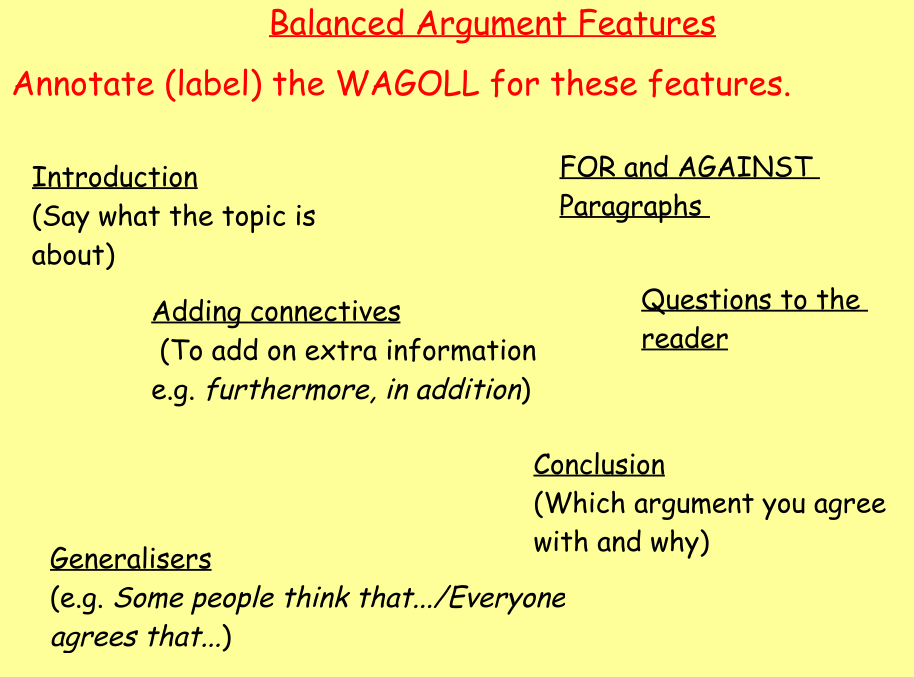 Balanced Argument Features
Annotate (label) the WAGOLL for these features.
Introduction
(Say what the topic is
about)
FOR and AGAINST
Paragraphs
Adding connectives
(To add on extra information
e.g. furthermore, in addition)
Questions to the
reader
Conclusion
(Which argument you agree
with and why)
Generalisers
(e.g. Some people think that.../Everyone
agrees that...)